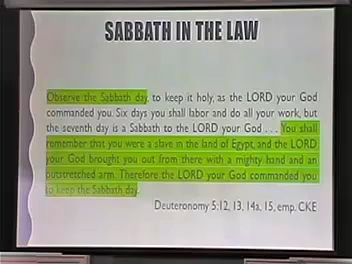 SABBATH IN THE LAW
Observe the Sabbath day, to keep it holy, as the LORD your God
commanded you. Six days you shall labor and do all your work, but
the seventh day is a Sabbath to the LORD your God . . . You shall
remember that you were a slave in the land of Egypt, and the LORD
your God brought you out from there with a mighty hand and an
outstretched arm. Therefore the LORD your God commanded you
to keep the Sabbath day.
Deuteronomy 5:12, 13, 14a, 15, emp. CKE